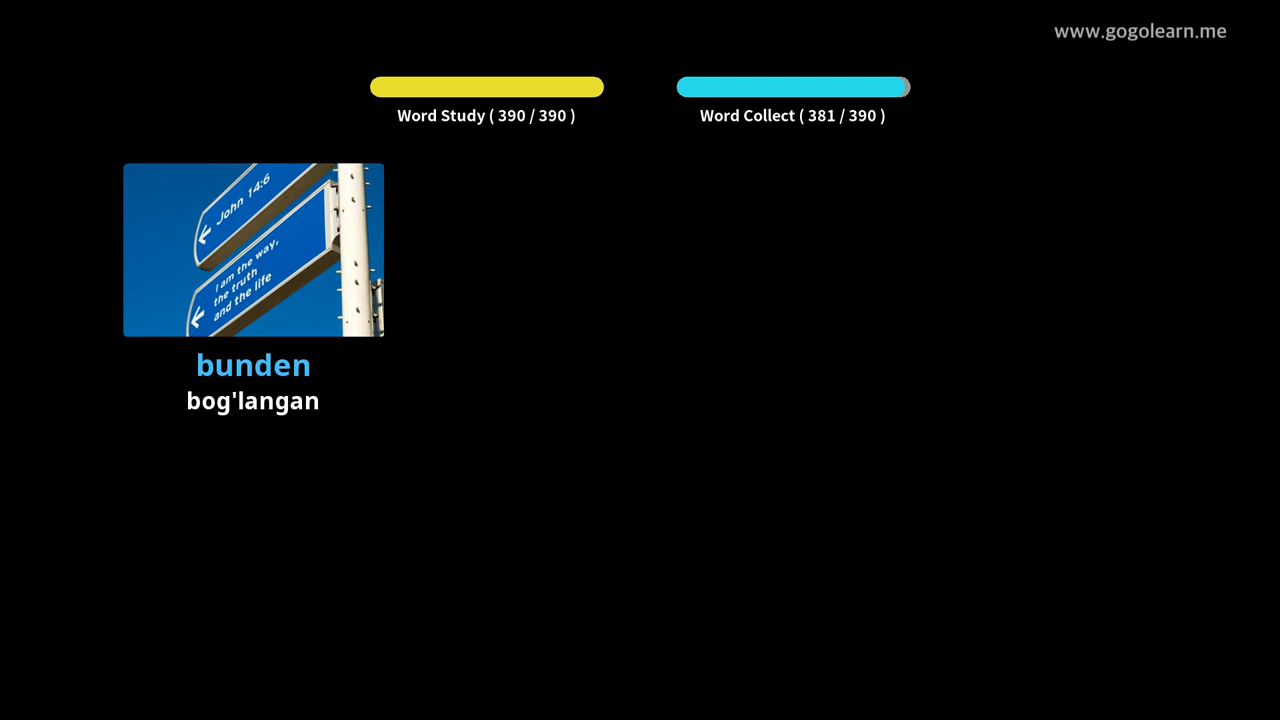 www.gogolearn.me
Word Study ( 390 / 390 )
Word Collect ( 381 / 390 )
John 14:6
I am the way,
the truth
and the life
bunden
bog'langan